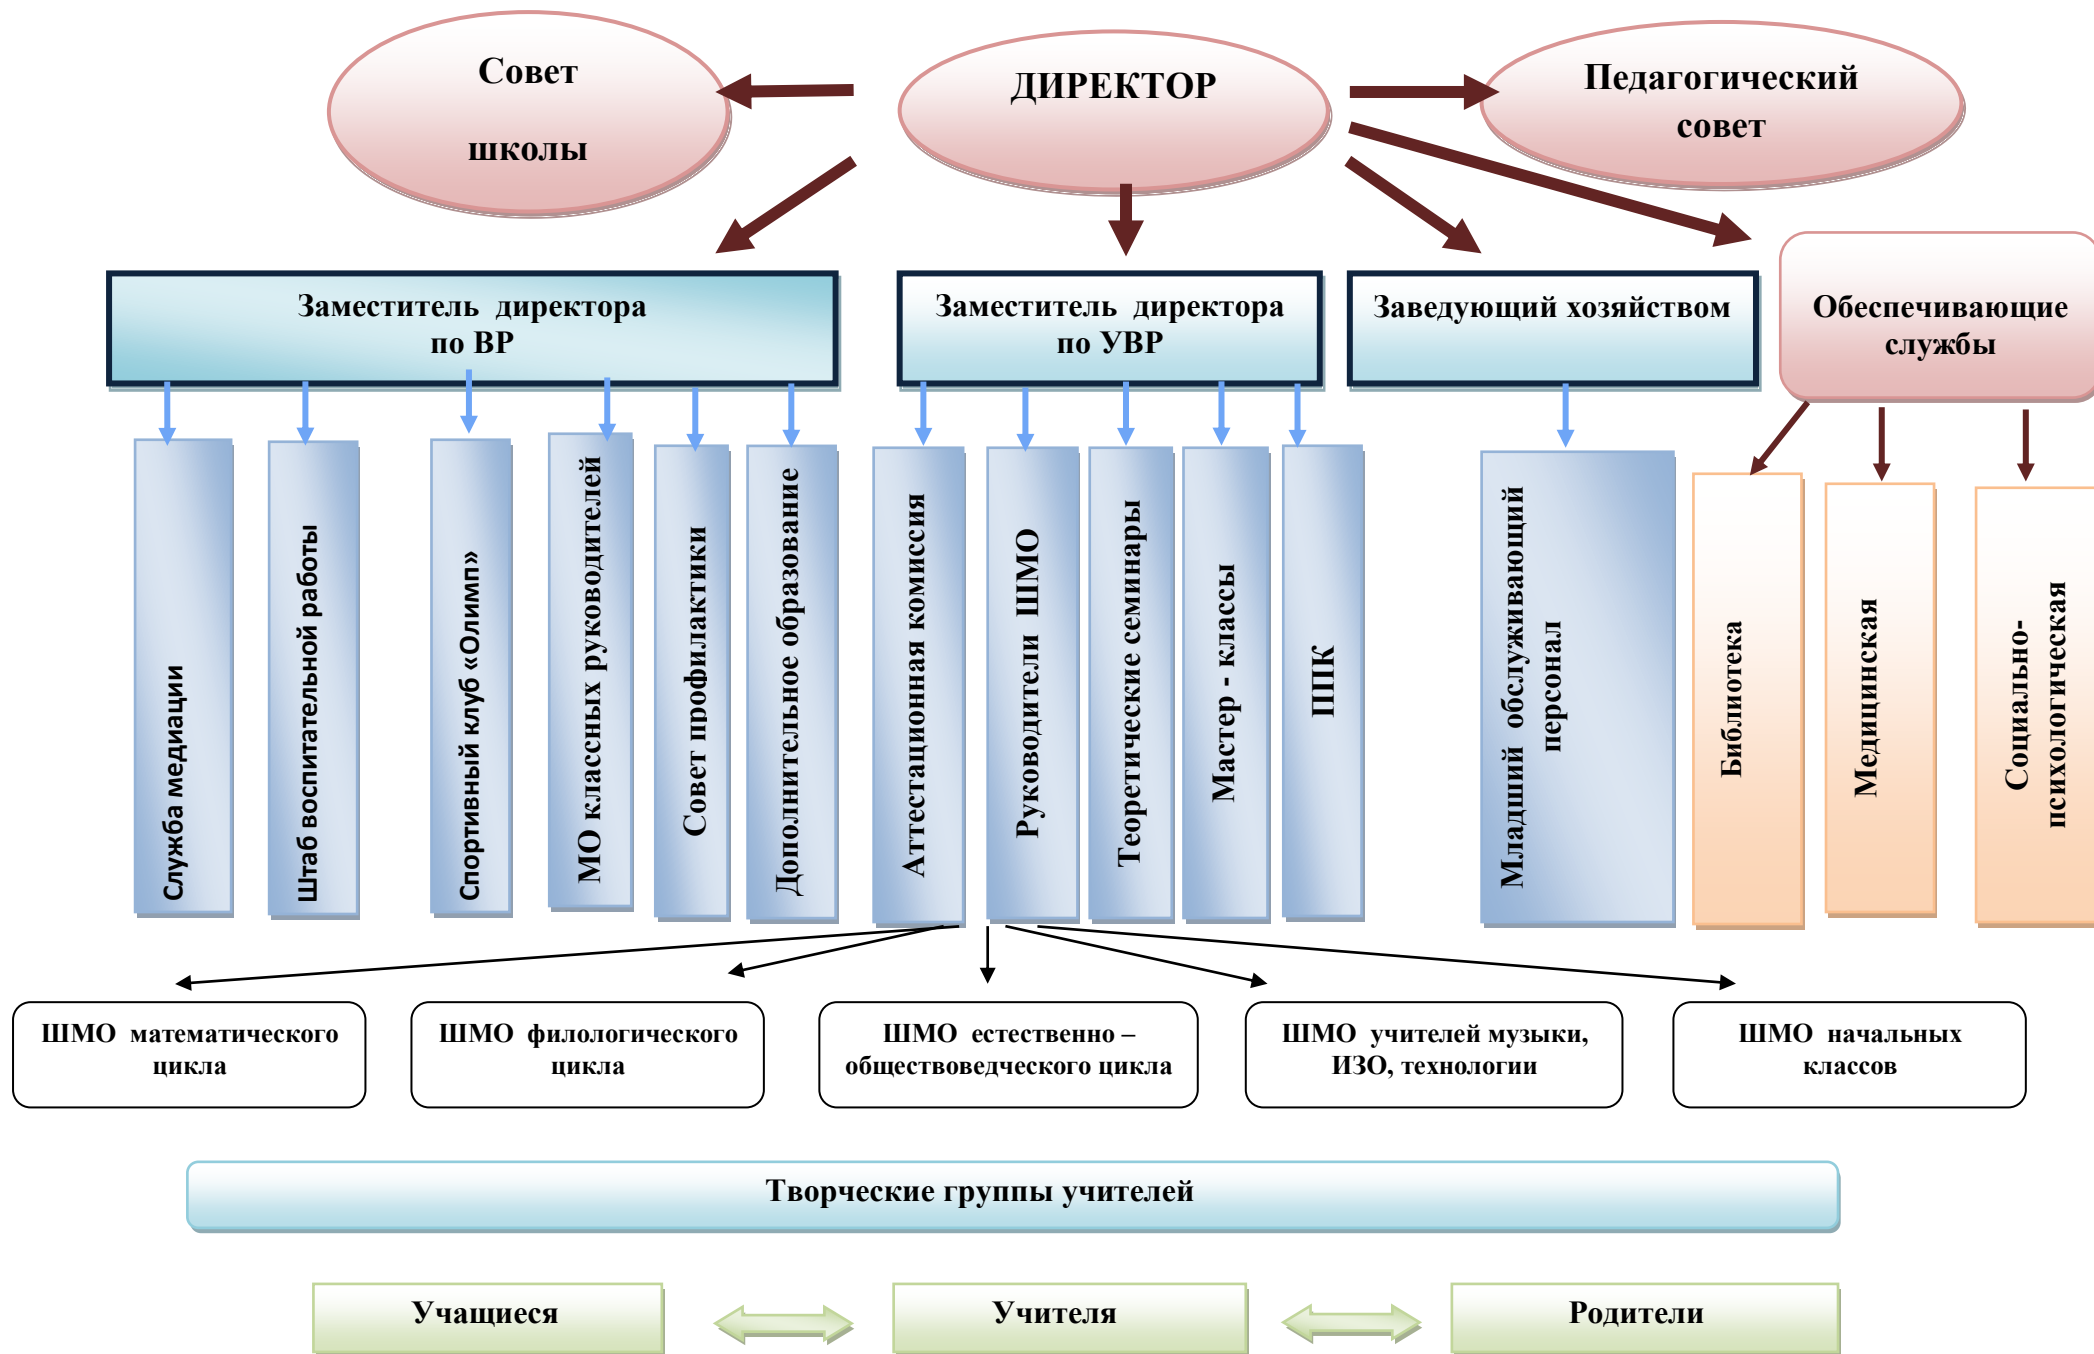 Совет
школы
ДИРЕКТОР
Педагогический
совет
Заместитель директора
по ВР
Заместитель директора
по УВР
Заведующий хозяйством
Обеспечивающие
службы
Служба медиации
Штаб воспитательной работы
Спортивный клуб «Олимп»
МО классных руководителей
Совет профилактики
Дополнительное образование
Аттестационная комиссия
Руководители ШМО
Теоретические семинары
Мастер - классы
ППК
Младший обслуживающий
персонал
Библиотека
Медицинская
Социально-
психологическая
ШМО математического
цикла
ШМО филологического
цикла
ШМО естественно –
обществоведческого цикла
ШМО учителей музыки,
ИЗО, технологии
ШМО начальных
классов
Творческие группы учителей
Учащиеся
Учителя
Родители